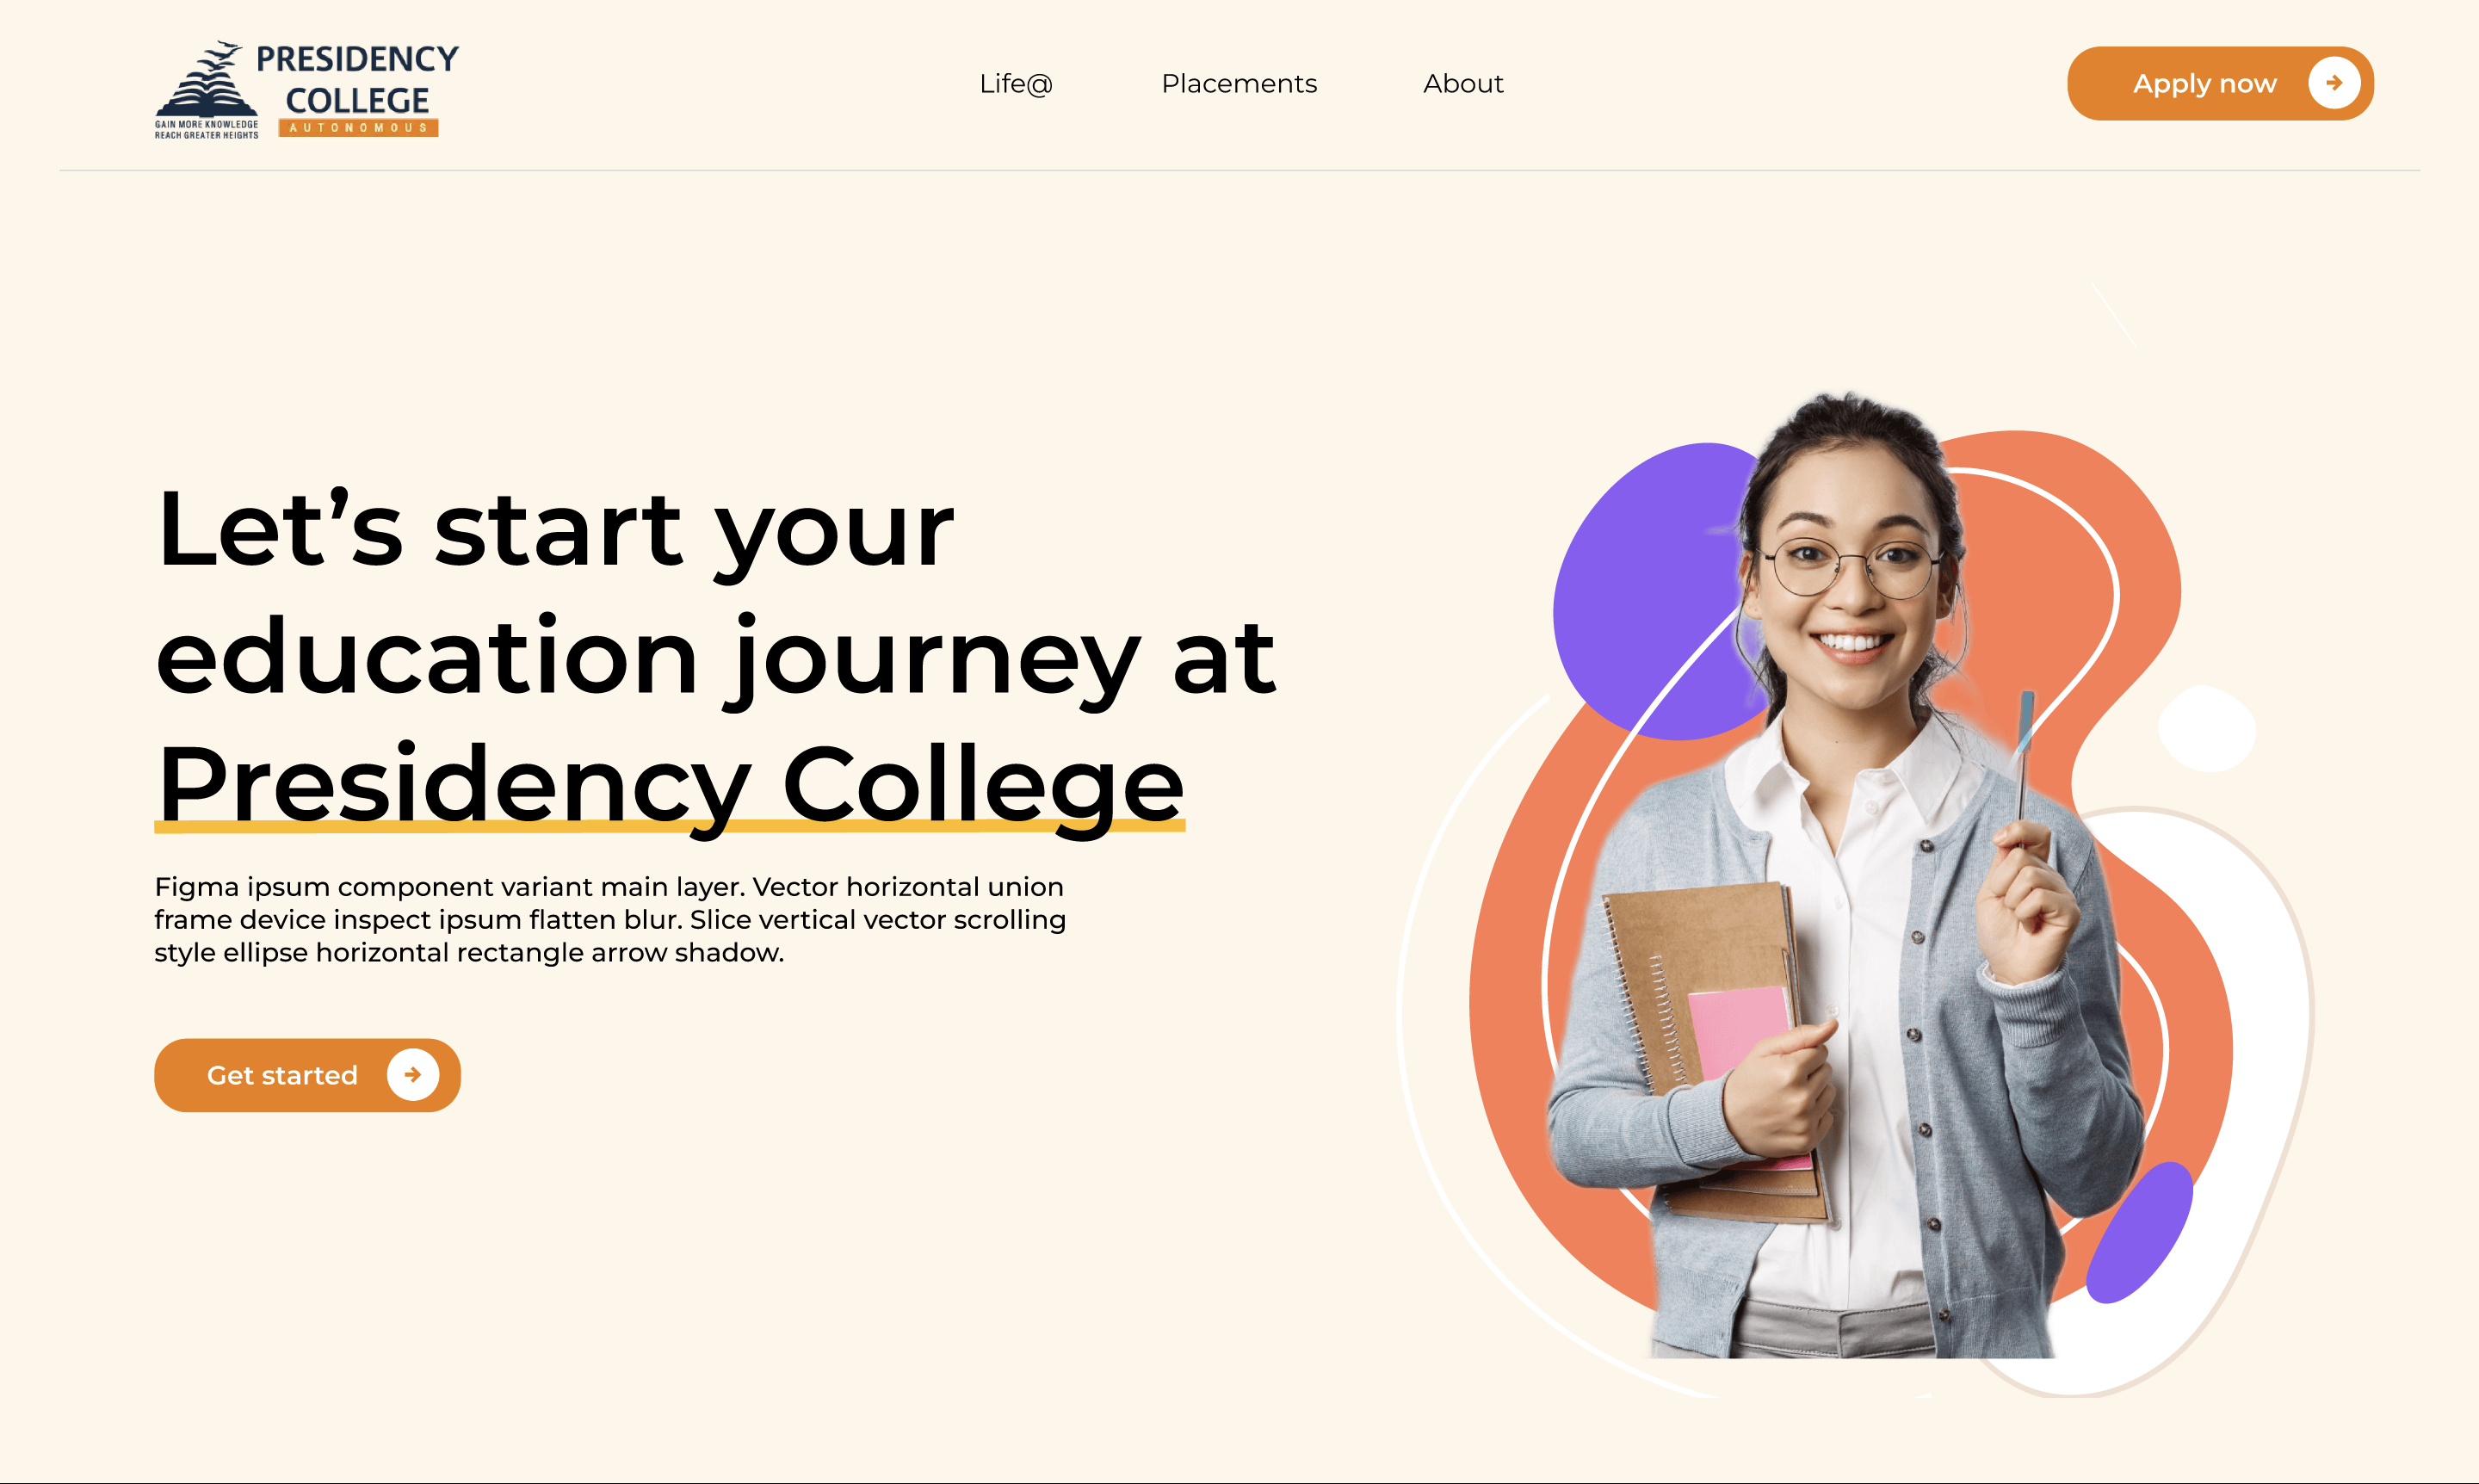 PRESIDENCY
COLLEGE
GAIN MORE KNOWLEDGE
REACH GREATER HEIGHTS
AUTONOMOUS
Life@
Placements
About
Apply now
Let’s start your
education journey at
Presidency College
Figma ipsum component variant main layer. Vector horizontal union
frame device inspect ipsum flatten blur. Slice vertical vector scrolling
style ellipse horizontal rectangle arrow shadow.
Get started